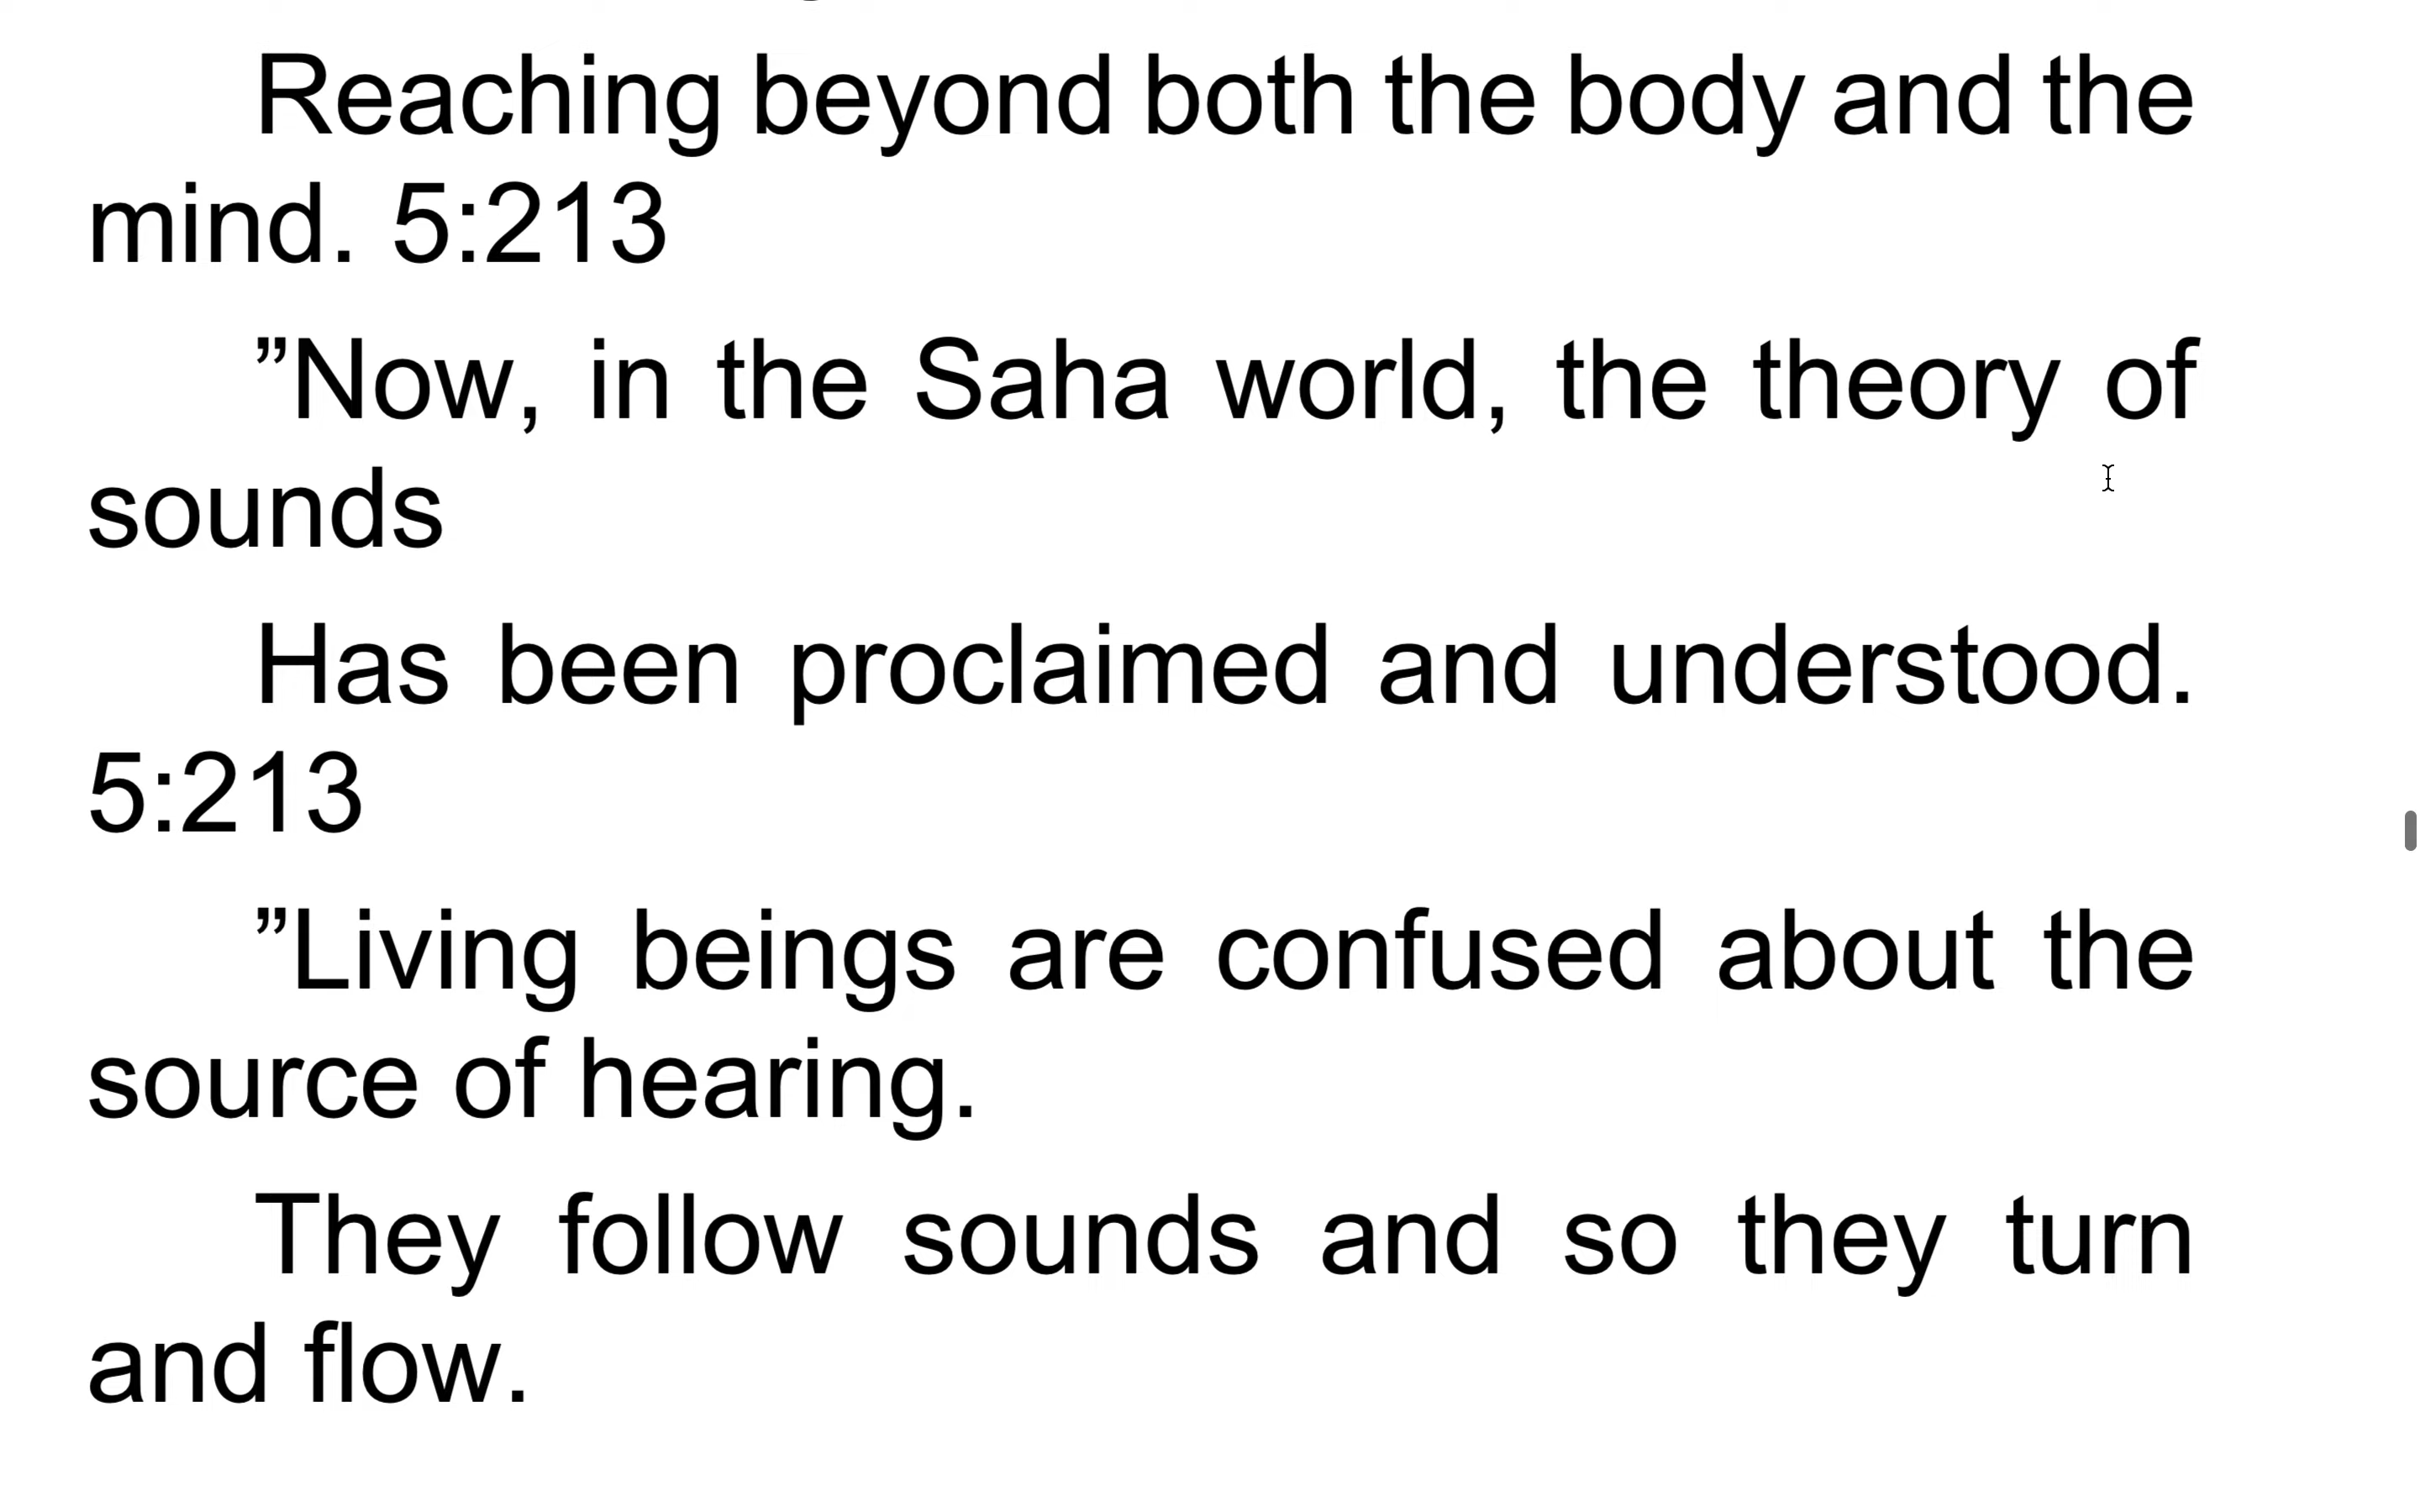 Reaching beyond both the body and the
mind. 5:213
”Now, in the Saha world, the theory of
sounds
Has been proclaimed and understood.
5:213
”Living beings are confused about the
source of hearing.
They follow sounds and so they turn
and flow.